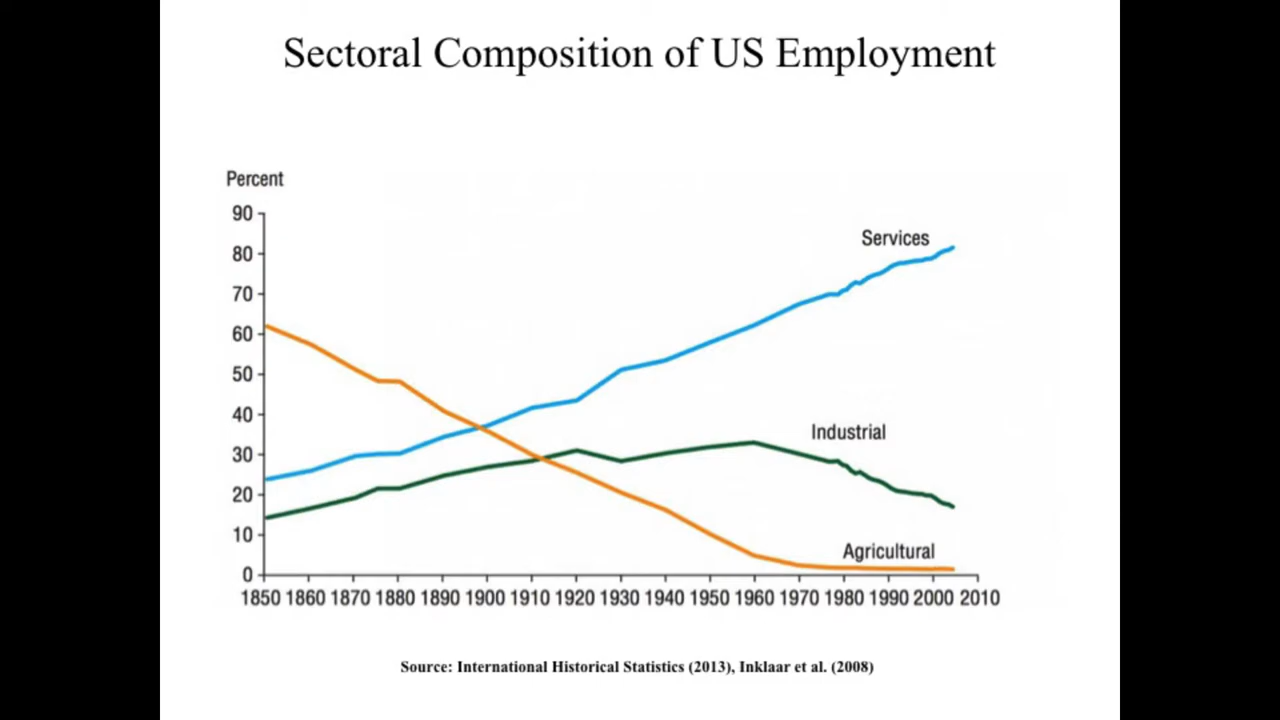 Sectoral Composition of US Employment
Percent
90
80
70
60
50
40
30
20
10
0
Services
Industrial
Agricultural
1850 1860 1870 1880 1890 1900 1910 1920 1930 1940 1950 1960 1970 1980 1990 2000 2010
Source: International Historical Statistics (2013), Inklaar et al. (2008)